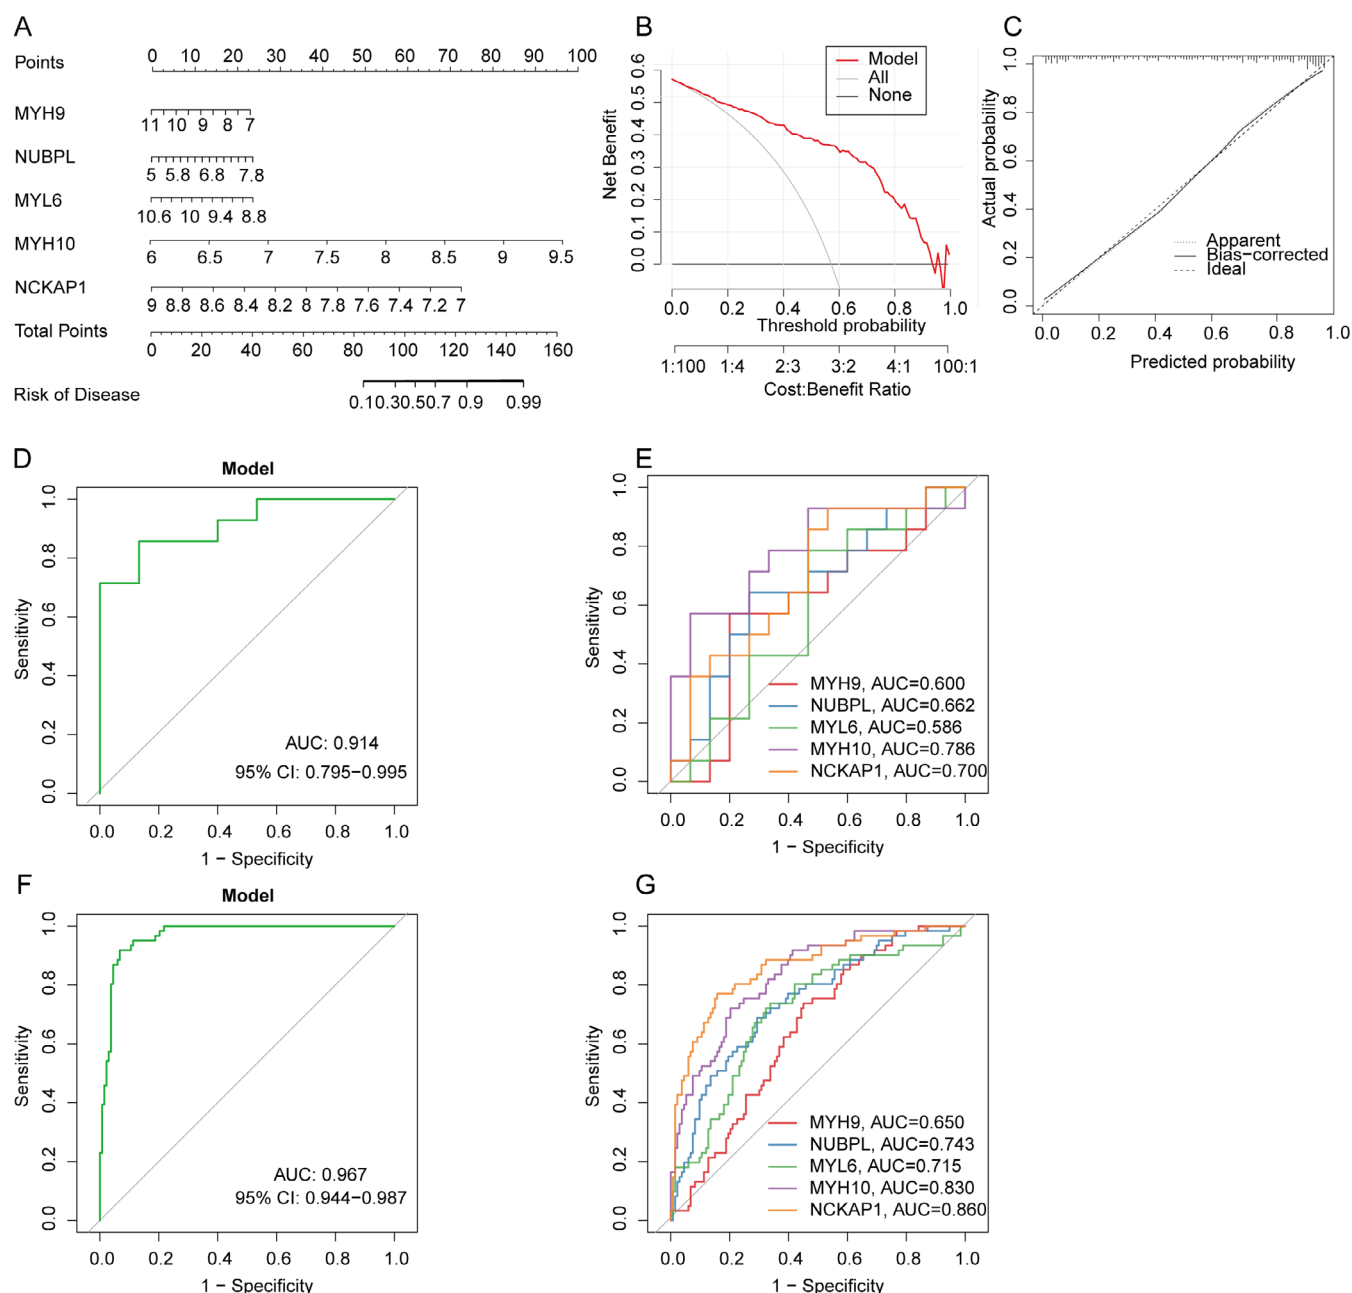 A
Points
0 10 20 30 40 50 60 70 80 90 100
MYH9
11 10 9 8 7
NUBPL
5 5.8 6.8 7.8
MYL6
10.6 10 9.4 8.8
MYH10
6 6.5 7 7.5 8 8.5 9 9.5
NCKAP1
9 8.8 8.6 8.4 8.2 8 7.8 7.6 7.4 7.2 7
Total Points
0 20 40 60 80 100 120 140 160
Risk of Disease
0.1 0.3 0.5 0.7 0.9 0.99
B
Model
All
None
Net Benefit
0.6
0.5
0.4
0.3
0.2
0.1
0.0
0.0 0.2 0.4 0.6 0.8 1.0
Threshold probability
1:100 1:4 2:3 3:2 4:1 100:1
Cost:Benefit Ratio
C
Actual probability
1.0
0.8
0.6
0.4
0.2
0.0
Apparent
Bias-corrected
Ideal
0.0 0.2 0.4 0.6 0.8 1.0
Predicted probability
D
Model
Sensitivity
1.0
0.8
0.6
0.4
0.2
0.0
AUC: 0.914
95% CI: 0.795-0.995
0.0 0.2 0.4 0.6 0.8 1.0
1 - Specificity
E
Sensitivity
1.0
0.8
0.6
0.4
0.2
0.0
MYH9, AUC=0.600
NUBPL, AUC=0.662
MYL6, AUC=0.586
MYH10, AUC=0.786
NCKAP1, AUC=0.700
0.0 0.2 0.4 0.6 0.8 1.0
1 - Specificity
F
Model
Sensitivity
1.0
0.8
0.6
0.4
0.2
0.0
AUC: 0.967
95% CI: 0.944-0.987
0.0 0.2 0.4 0.6 0.8 1.0
1 - Specificity
G
Sensitivity
1.0
0.8
0.6
0.4
0.2
0.0
MYH9, AUC=0.650
NUBPL, AUC=0.743
MYL6, AUC=0.715
MYH10, AUC=0.830
NCKAP1, AUC=0.860
0.0 0.2 0.4 0.6 0.8 1.0
1 - Specificity